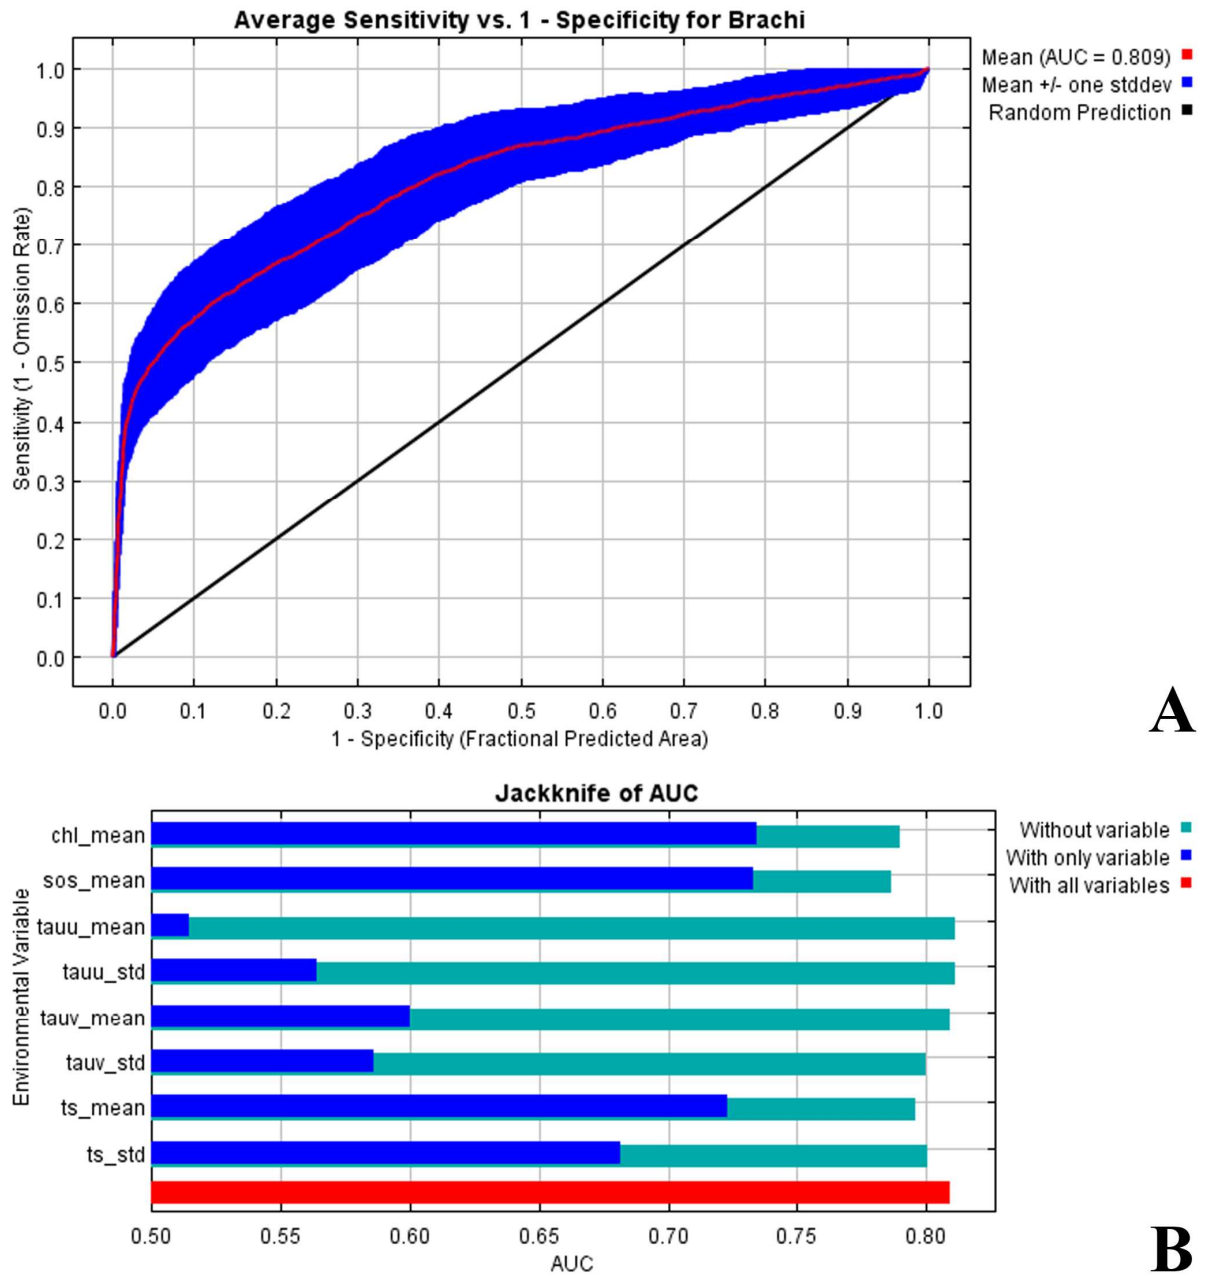 Average Sensitivity vs. 1 - Specificity for Brachi
Mean (AUC = 0.809)
Mean +/- one stddev
Random Prediction
Sensitivity (1 - Omission Rate)
1.0
0.9
0.8
0.7
0.6
0.5
0.4
0.3
0.2
0.1
0.0
0.0 0.1 0.2 0.3 0.4 0.5 0.6 0.7 0.8 0.9 1.0
1 - Specificity (Fractional Predicted Area)
A
Jackknife of AUC
Without variable
With only variable
With all variables
Environmental Variable
chl_mean
sos_mean
tauu_mean
tauu_std
tauv_mean
tauv_std
ts_mean
ts_std
0.50 0.55 0.60 0.65 0.70 0.75 0.80
AUC
B